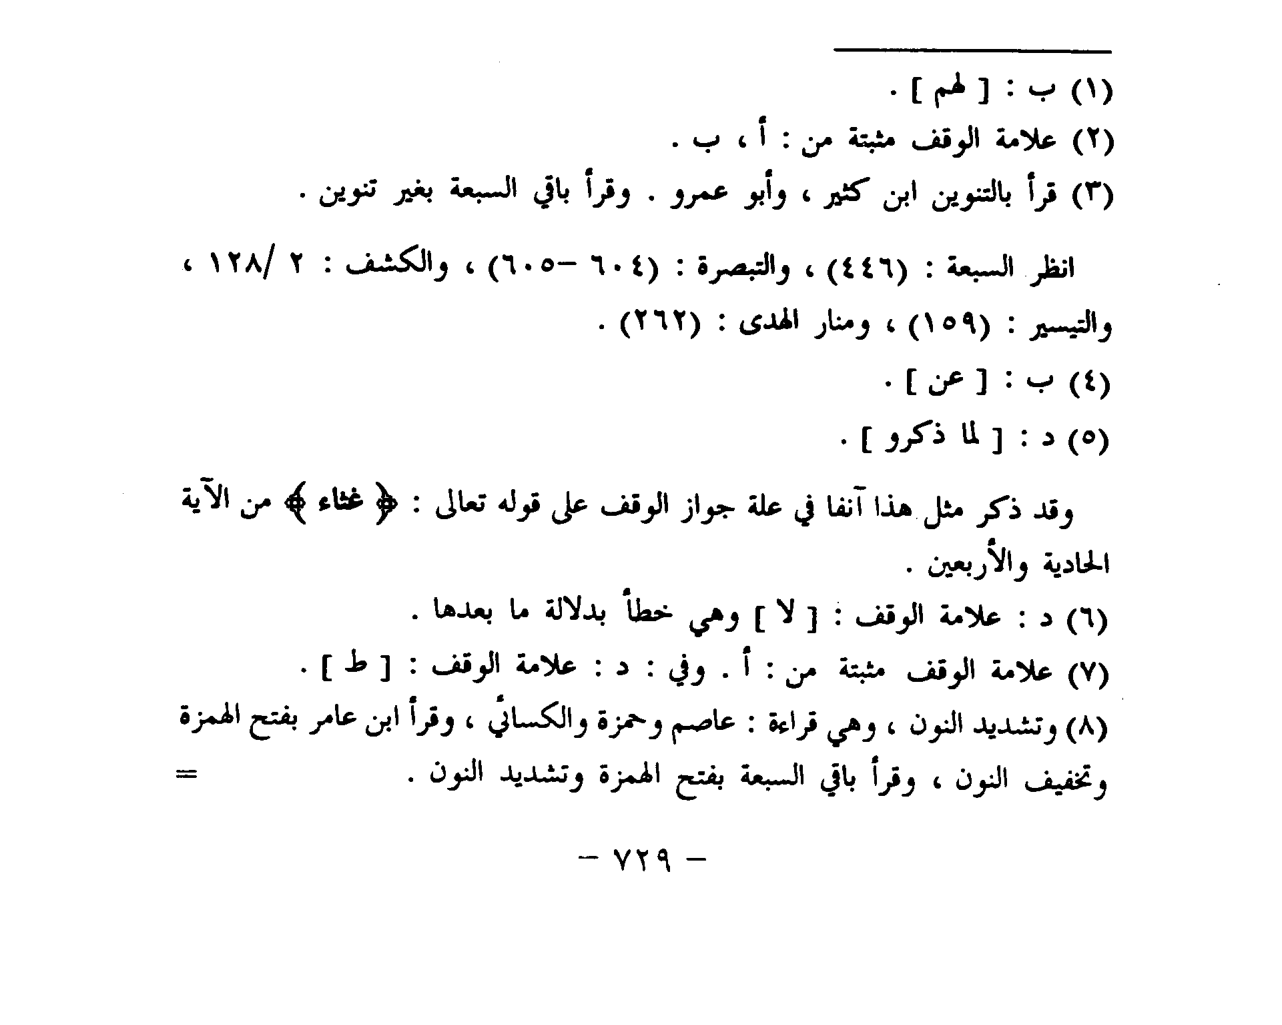 (١) ب : [ لهم ] .
(٢) علامة الوقف مثبتة من : أ ، ب .
(٣) قرأ بالتنوين ابن كثير ، وأبو عمرو . وقرأ باقي السبعة بغير تنوين .
انظر السبعة : (٤٤٦) ، والتبصرة : (٦٠٤ –٦٠٥) ، والكشف : ٢ /١٢٨ ،
والتيسير : (١٥٩) ، ومنار الهدى : (٢٦٢) .
(٤) ب : [ عن ] .
(٥) د : [ لما ذكرو ] .
وقد ذكر مثل هذا آنفا في علة جواز الوقف على قوله تعالى : ﴿ غثاء ﴾ من الآية
الحادية والأربعين .
(٦) د : علامة الوقف : [ لا ] وهي خطأ بدلالة ما بعدها .
(٧) علامة الوقف مثبتة من : أ . وفي : د : علامة الوقف : [ ط ] .
(٨) وتشديد النون ، وهي قراءة : عاصم وحمزة والكسائي ، وقرأ ابن عامر بفتح الهمزة
وتخفيف النون ، وقرأ باقي السبعة بفتح الهمزة وتشديد النون . =
– ٧٢٩ –